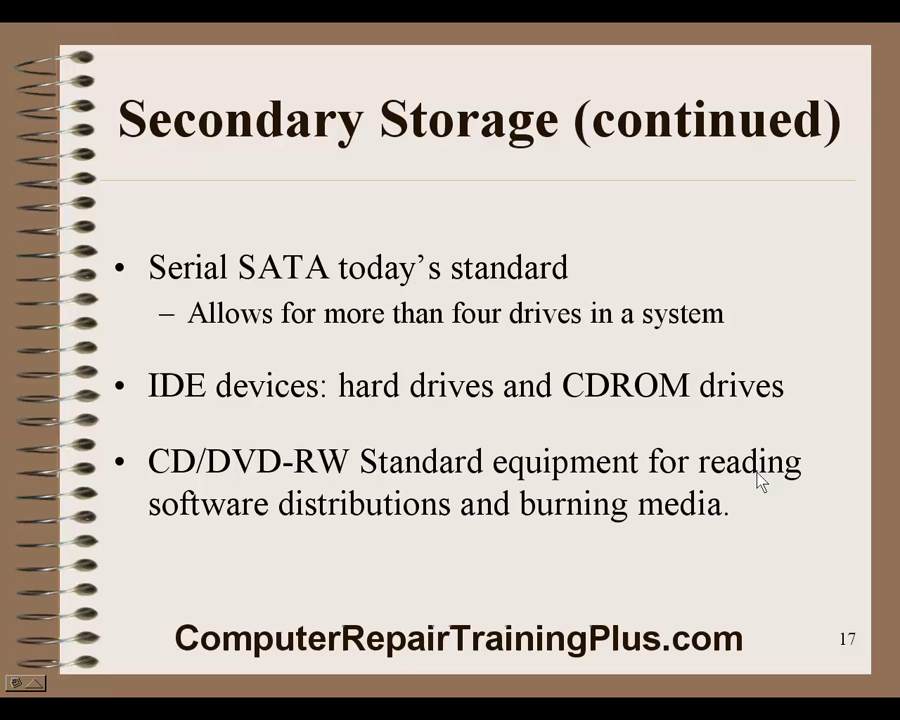 Secondary Storage (continued)
• Serial SATA today’s standard
– Allows for more than four drives in a system
• IDE devices: hard drives and CDROM drives
• CD/DVD-RW Standard equipment for reading
software distributions and burning media.
ComputerRepairTrainingPlus.com
17